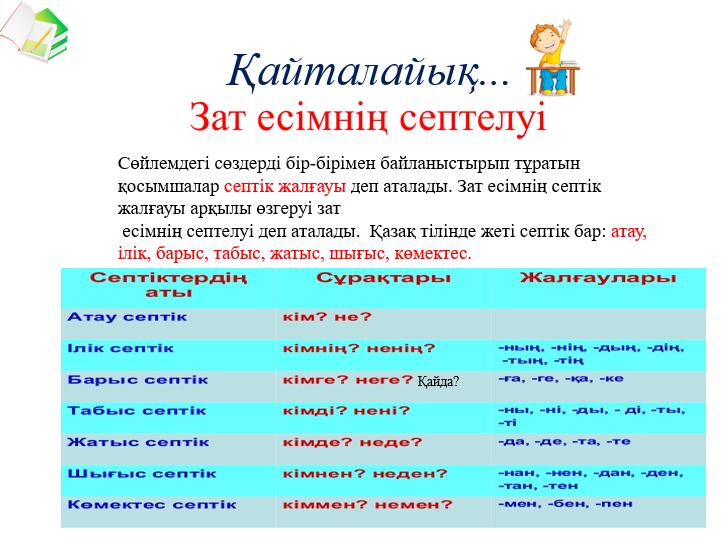 Қайталайық...
Зат есімнің септелуі
Сөйлемдегі сөздерді бір-бірімен байланыстырып тұратын
қосымшалар септік жалғауы деп аталады. Зат есімнің септік
жалғауы арқылы өзгеруі зат
есімнің септелуі деп аталады. Қазақ тілінде жеті септік бар: атау,
ілік, барыс, табыс, жатыс, шығыс, көмектес.
Септіктердің аты Сұрақтары Жалғаулары
Атау септік кім? не?
Ілік септік кімнің? ненің? -ның, -нің, -дың, -дің,
-тың, -тің
Барыс септік кімге? неге? Қайда? -ға, -ге, -қа, -ке
Табыс септік кімді? нені? -ны, -ні, -ды, - ді, -ты,
-ті
Жатыс септік кімде? неде? -да, -де, -та, -те
Шығыс септік кімнен? неден? -нан, -нен, -дан, -ден,
-тан, -тен
Көмектес септік кіммен? немен? -мен, -бен, -пен